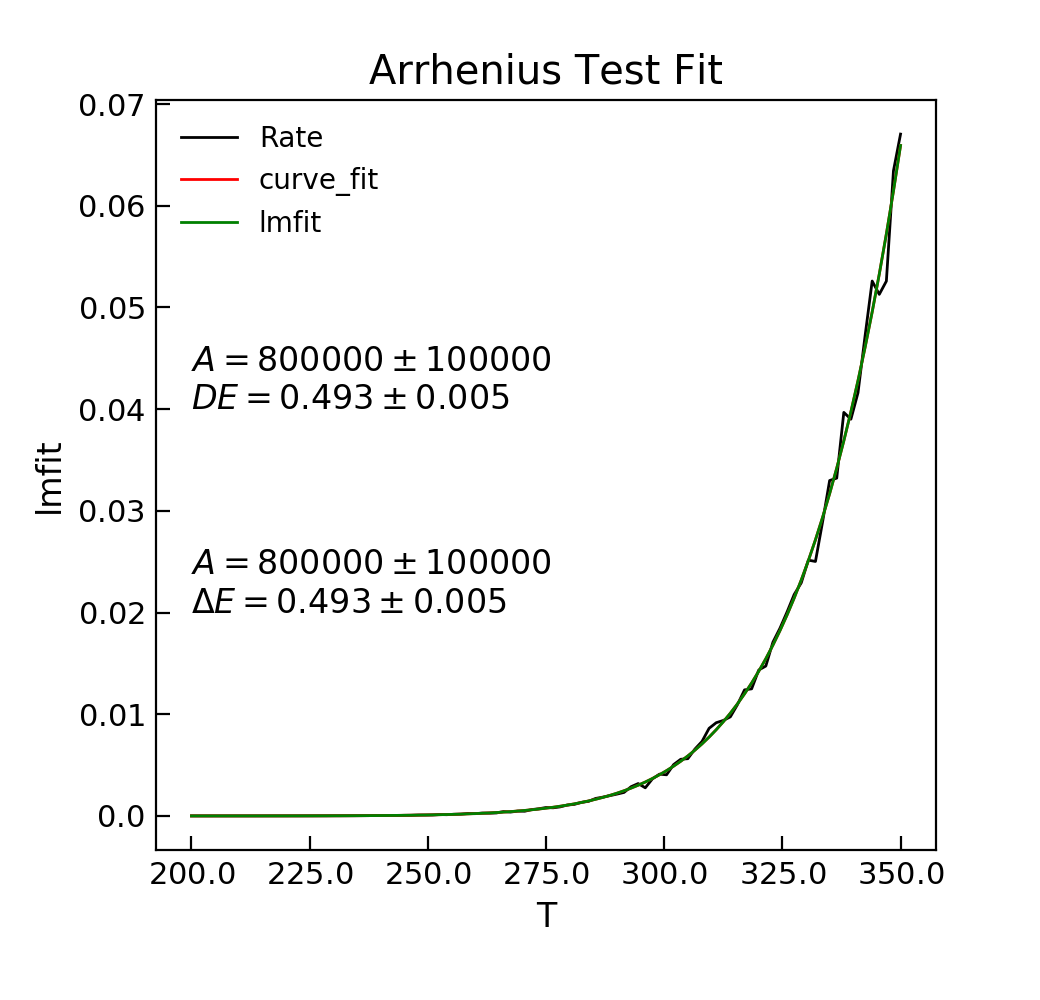 Arrhenius Test Fit
0.07
0.06
0.05
0.04
0.03
0.02
0.01
0.0
lmfit
Rate
curve_fit
lmfit
A = 800000 ± 100000
DE = 0.493 ± 0.005
A = 800000 ± 100000
ΔE = 0.493 ± 0.005
200.0 225.0 250.0 275.0 300.0 325.0 350.0
T